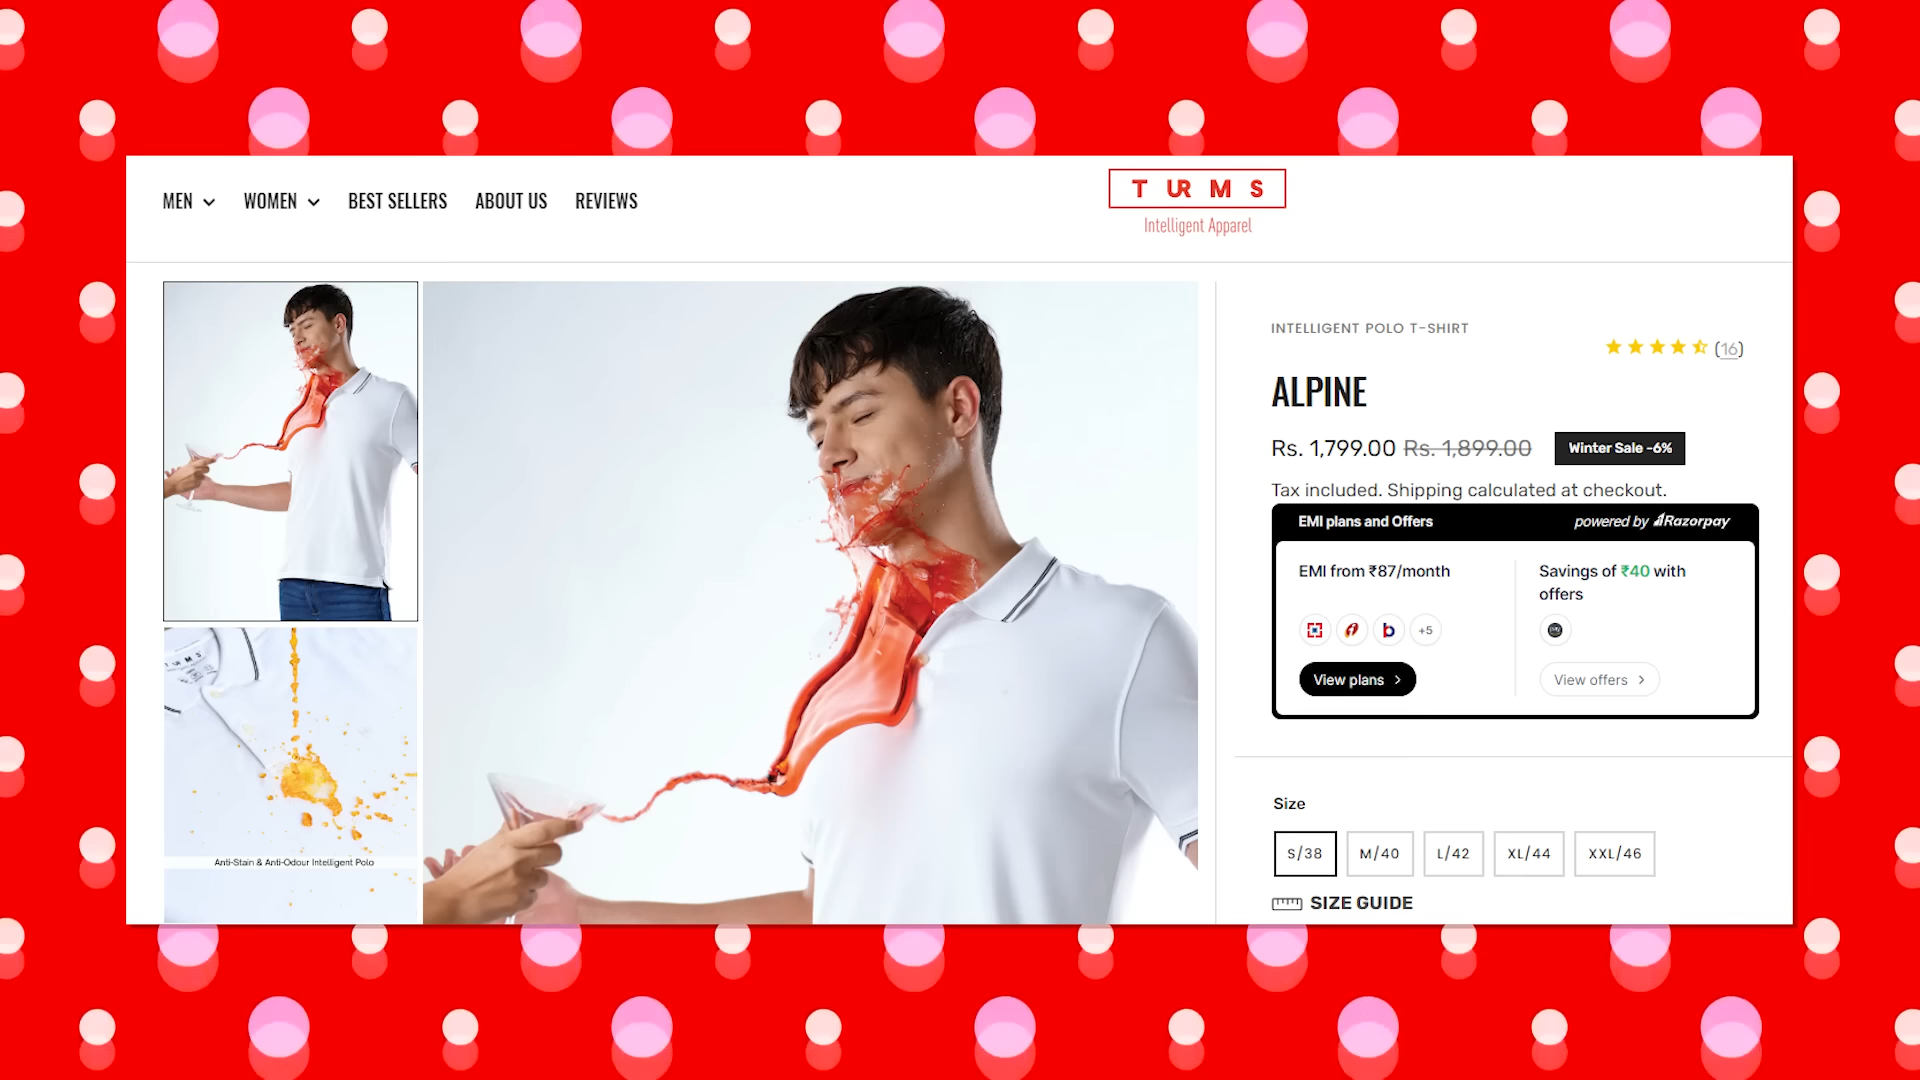 MEN WOMEN BEST SELLERS ABOUT US REVIEWS
TURMS
Intelligent Apparel
TURMS
Anti-Stain & Anti-Odour Intelligent Polo
INTELLIGENT POLO T-SHIRT
(16)
ALPINE
Rs. 1,799.00 Rs. 1,899.00 Winter Sale -6%
Tax included. Shipping calculated at checkout.
EMI plans and Offers powered by Razorpay
EMI from ₹87/month
Savings of ₹40 with
offers
+5
View plans
View offers
Size
S/38 M/40 L/42 XL/44 XXL/46
SIZE GUIDE